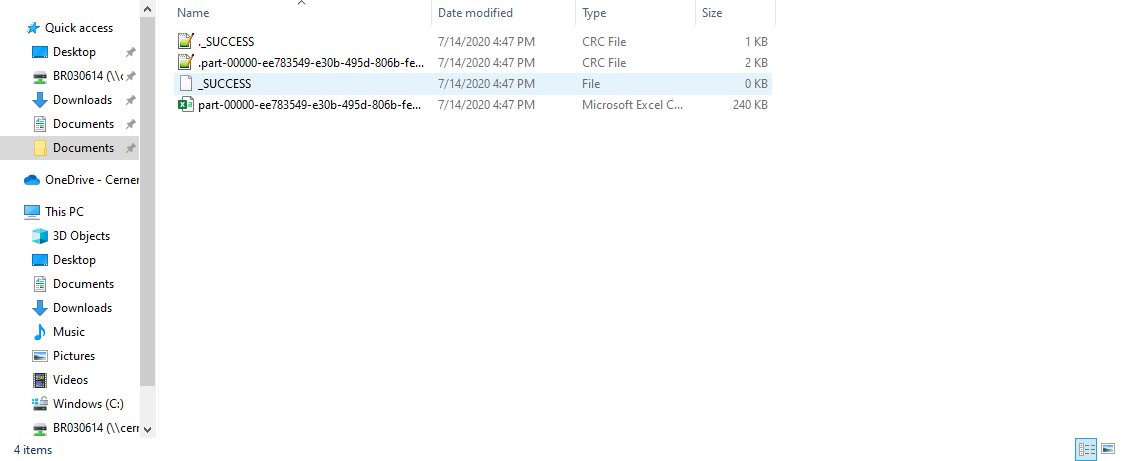 Name Date modified Type Size
Quick access
Desktop
BR030614 (\\c
Downloads
Documents
Documents
OneDrive - Cerner
This PC
3D Objects
Desktop
Documents
Downloads
Music
Pictures
Videos
Windows (C:)
BR030614 (\\cerr
._SUCCESS 7/14/2020 4:47 PM CRC File 1 KB
.part-00000-ee783549-e30b-495d-806b-fe... 7/14/2020 4:47 PM CRC File 2 KB
_SUCCESS 7/14/2020 4:47 PM File 0 KB
part-00000-ee783549-e30b-495d-806b-fe... 7/14/2020 4:47 PM Microsoft Excel C... 240 KB
4 items